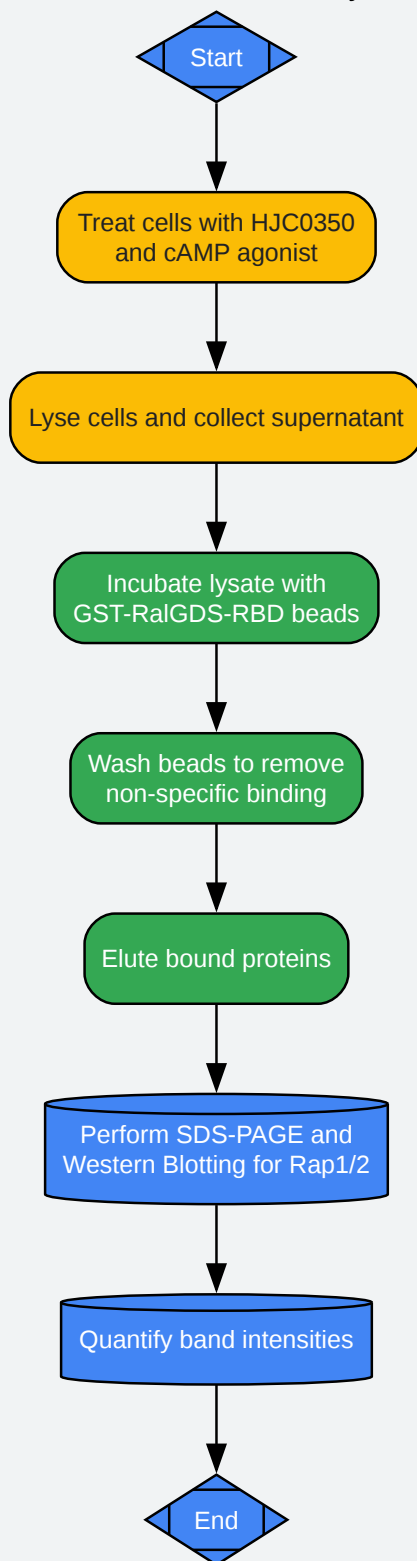 Start
Treat cells with HJC0350
and cAMP agonist
Lyse cells and collect supernatant
Incubate lysate with
GST-RalGDS-RBD beads
Wash beads to remove
non-specific binding
Elute bound proteins
Perform SDS-PAGE and
Western Blotting for Rap1/2
Quantify band intensities
End